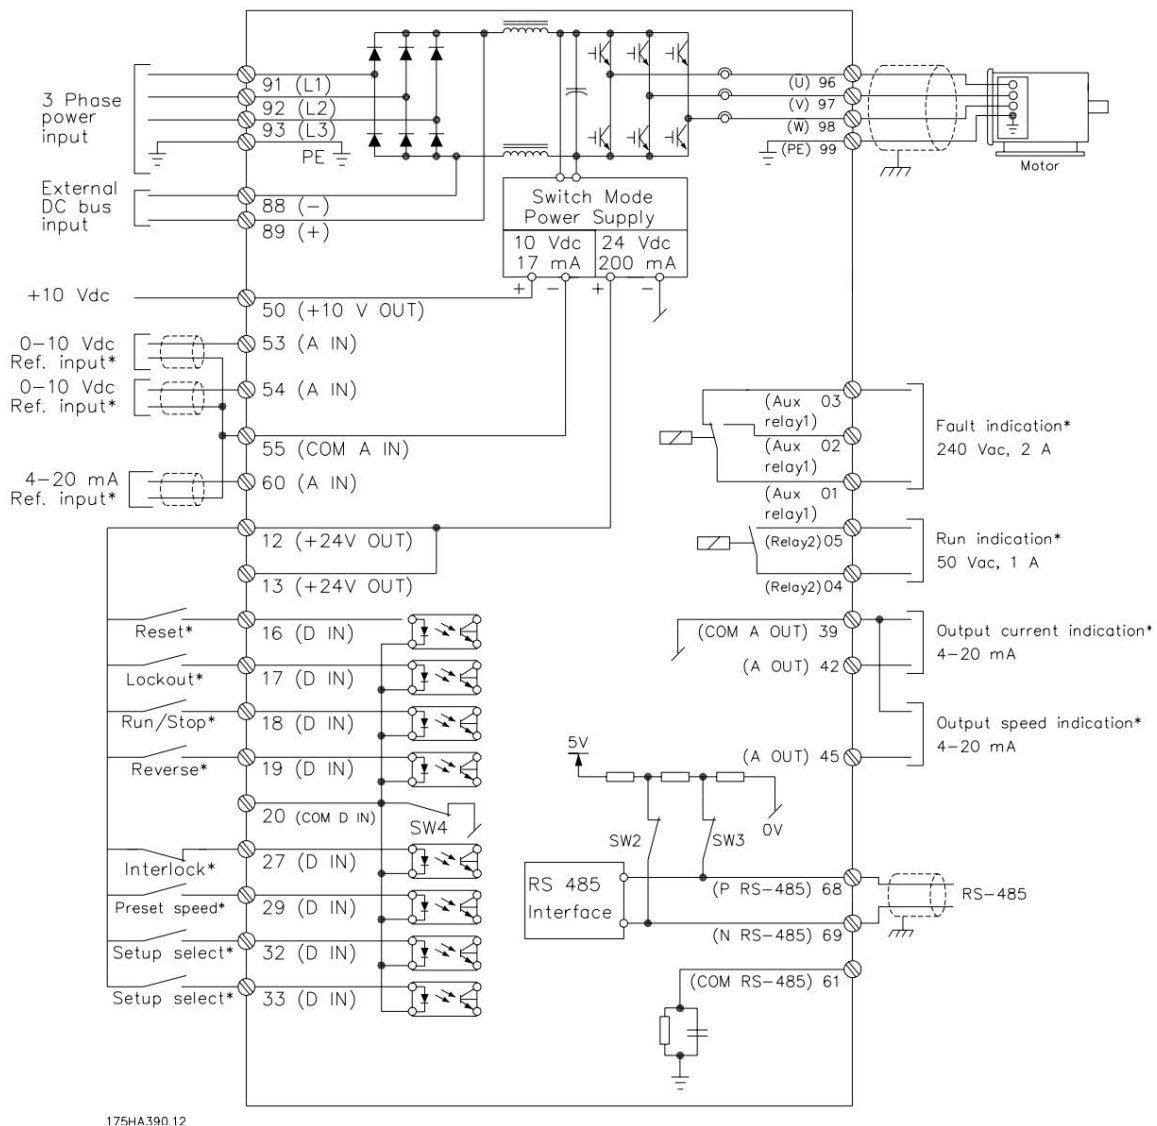 3 Phase
power
input
91 (L1)
92 (L2)
93 (L3)
PE
External
DC bus
input
88 (−)
89 (+)
Switch Mode
Power Supply
10 Vdc
17 mA
24 Vdc
200 mA
+ − + −
(U) 96
(V) 97
(W) 98
(PE) 99
Motor
+10 Vdc
50 (+10 V OUT)
0−10 Vdc
Ref. input*
53 (A IN)
0−10 Vdc
Ref. input*
54 (A IN)
55 (COM A IN)
4−20 mA
Ref. input*
60 (A IN)
12 (+24V OUT)
13 (+24V OUT)
Reset*
16 (D IN)
Lockout*
17 (D IN)
Run/Stop*
18 (D IN)
Reverse*
19 (D IN)
20 (COM D IN)
SW4
Interlock*
27 (D IN)
Preset speed*
29 (D IN)
Setup select*
32 (D IN)
Setup select*
33 (D IN)
(Aux 03
relay1)
(Aux 02
relay1)
(Aux 01
relay1)
Fault indication*
240 Vac, 2 A
(Relay2) 05
(Relay2) 04
Run indication*
50 Vac, 1 A
(COM A OUT) 39
(A OUT) 42
Output current indication*
4−20 mA
(A OUT) 45
Output speed indication*
4−20 mA
5V
0V
SW2
SW3
RS 485
Interface
(P RS−485) 68
(N RS−485) 69
RS−485
(COM RS−485) 61
175HA390.12